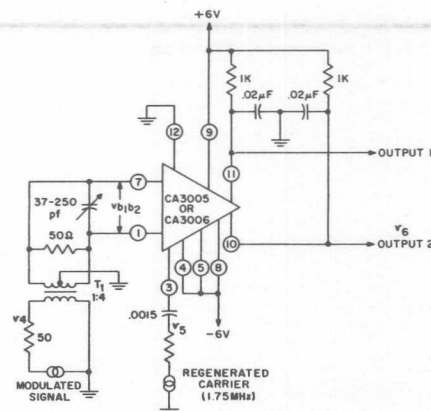 +6V
1K
.02µF
.02µF
1K
12
9
OUTPUT 1
11
37-250
pf
7
vb1b2
CA3005
OR
CA3006
v6
10
OUTPUT 2
50Ω
1
3
4
5
8
T1
1:4
.0015
v5
-6V
v4
50
MODULATED
SIGNAL
REGENERATED
CARRIER
(1.75MHz)